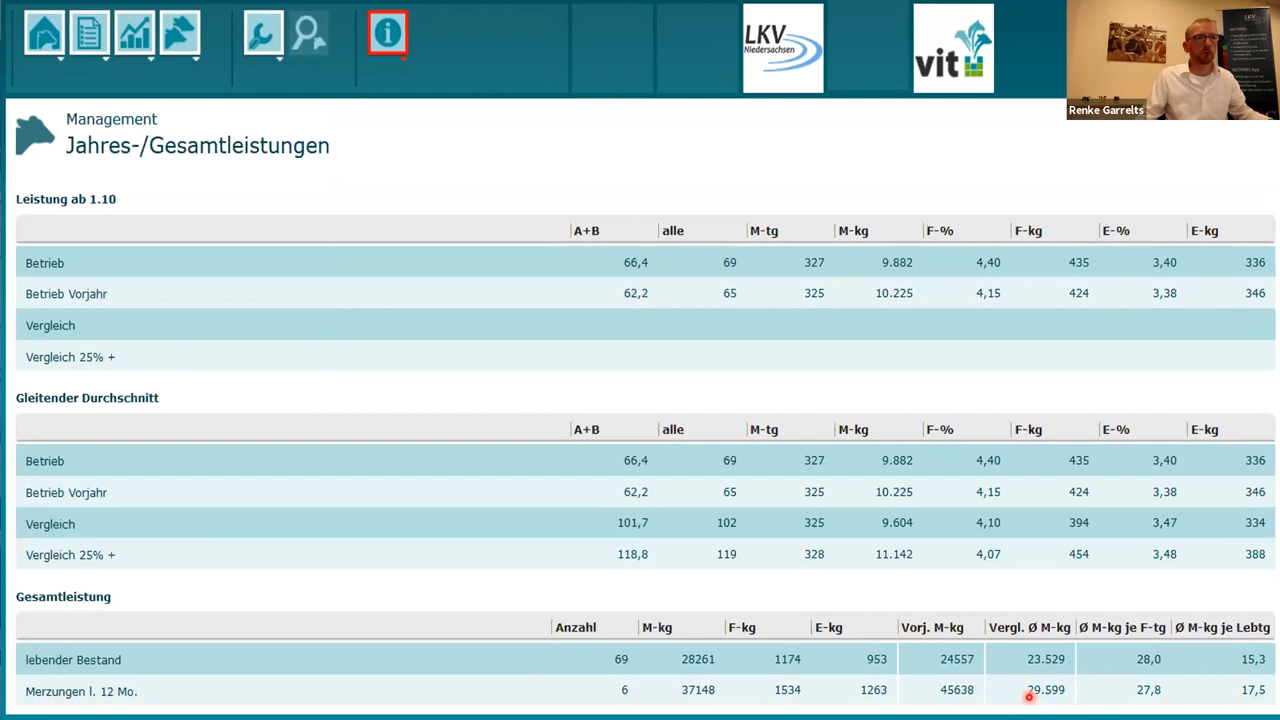 LKV
Niedersachsen
vit
LKV
Renke Garrelts
Management
Jahres-/Gesamtleistungen
Leistung ab 1.10
A+B alle M-tg M-kg F-% F-kg E-% E-kg
Betrieb 66,4 69 327 9.882 4,40 435 3,40 336
Betrieb Vorjahr 62,2 65 325 10.225 4,15 424 3,38 346
Vergleich
Vergleich 25% +
Gleitender Durchschnitt
A+B alle M-tg M-kg F-% F-kg E-% E-kg
Betrieb 66,4 69 327 9.882 4,40 435 3,40 336
Betrieb Vorjahr 62,2 65 325 10.225 4,15 424 3,38 346
Vergleich 101,7 102 325 9.604 4,10 394 3,47 334
Vergleich 25% + 118,8 119 328 11.142 4,07 454 3,48 388
Gesamtleistung
Anzahl M-kg F-kg E-kg Vorj. M-kg Vergl. Ø M-kg Ø M-kg je F-tg Ø M-kg je Lebtg
lebender Bestand 69 28261 1174 953 24557 23.529 28,0 15,3
Merzungen l. 12 Mo. 6 37148 1534 1263 45638 29.599 27,8 17,5